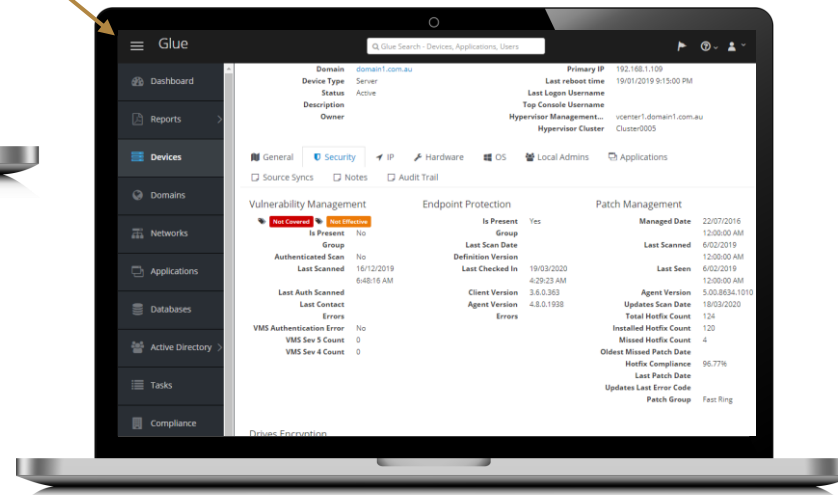 Glue
Glue Search - Devices, Applications, Users
Dashboard
Reports
Devices
Domains
Networks
Applications
Databases
Active Directory
Tasks
Compliance
Domain domain1.com.au
Device Type Server
Status Active
Description
Owner
Primary IP 192.168.1.109
Last reboot time 19/01/2019 9:15:00 PM
Last Logon Username
Top Console Username
Hypervisor Management... vcenter1.domain1.com.au
Hypervisor Cluster Cluster0005
General Security IP Hardware OS Local Admins Applications
Source Syncs Notes Audit Trail
Vulnerability Management
Not Covered Not Effective
Is Present No
Group
Authenticated Scan No
Last Scanned 16/12/2019
6:48:16 AM
Last Auth Scanned
Last Contact
Errors
VMS Authentication Error No
VMS Sev 5 Count 0
VMS Sev 4 Count 0
Endpoint Protection
Is Present Yes
Group
Last Scan Date
Definition Version
Last Checked In 19/03/2020
4:29:23 AM
Client Version 3.6.0.363
Agent Version 4.8.0.1938
Errors
Patch Management
Managed Date 22/07/2016
12:00:00 AM
Last Scanned 6/02/2019
12:00:00 AM
Last Seen 6/02/2019
12:00:00 AM
Agent Version 5.00.8634.1010
Updates Scan Date 18/03/2020
Total Hotfix Count 124
Installed Hotfix Count 120
Missed Hotfix Count 4
Oldest Missed Patch Date
Hotfix Compliance 96.77%
Last Patch Date
Updates Last Error Code
Patch Group Fast Ring
Drives Encryption